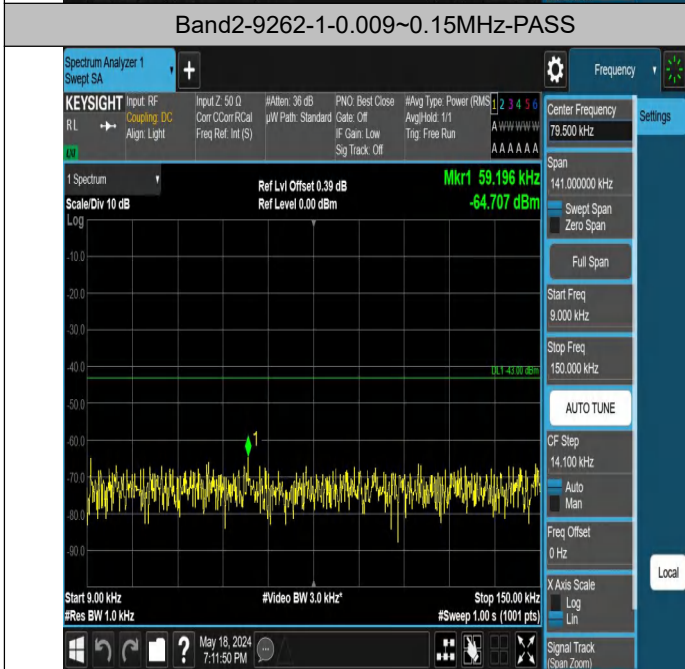 Band2-9262-1-0.009~0.15MHz-PASS
Spectrum Analyzer 1
Swept SA
+
Frequency
KEYSIGHT
RL
Input: RF
Coupling: DC
Align: Light
Input Z: 50 Ω
Corr CCorr RCal
Freq Ref: Int (S)
#Atten: 36 dB
µW Path: Standard
PNO: Best Close
Gate: Off
IF Gain: Low
Sig Track: Off
#Avg Type: Power (RMS
Avg|Hold: 1/1
Trig: Free Run
1 2 3 4 5 6
A W W W W W
A A A A A A
1 Spectrum
Scale/Div 10 dB
Log
Ref Lvl Offset 0.39 dB
Ref Level 0.00 dBm
Mkr1 59.196 kHz
-64.707 dBm
-10.0
-20.0
-30.0
-40.0
DL1 -43.00 dBm
-50.0
-60.0
1
-70.0
-80.0
-90.0
Start 9.00 kHz
#Res BW 1.0 kHz
#Video BW 3.0 kHz*
Stop 150.00 kHz
#Sweep 1.00 s (1001 pts)
Center Frequency
79.500 kHz
Settings
Span
141.000000 kHz
Swept Span
Zero Span
Full Span
Start Freq
9.000 kHz
Stop Freq
150.000 kHz
AUTO TUNE
CF Step
14.100 kHz
Auto
Man
Freq Offset
0 Hz
X Axis Scale
Log
Lin
Local
Signal Track
(Span Zoom)
?
May 18, 2024
7:11:50 PM